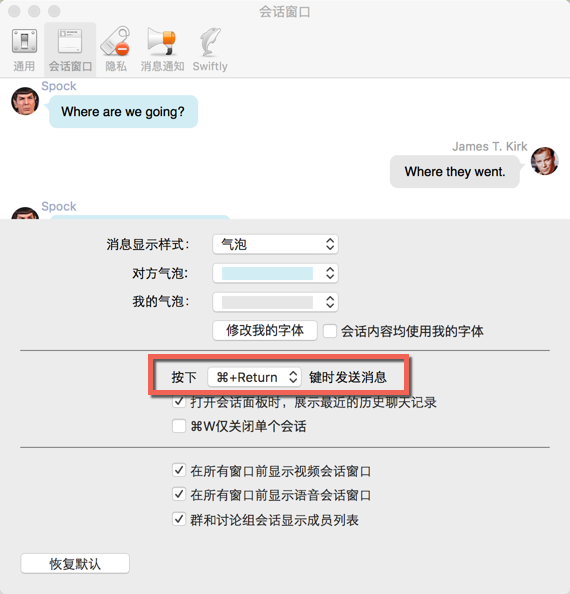 会话窗口
通用
会话窗口
隐私
消息通知
Swiftly
Spock
Where are we going?
James T. Kirk
Where they went.
Spock
消息显示样式：
气泡
对方气泡:
我的气泡：
修改我的字体
会话内容均使用我的字体
按下 ⌘+Return 键时发送消息
打开会话面板时，展示最近的历史聊天记录
⌘W仅关闭单个会话
在所有窗口前显示视频会话窗口
在所有窗口前显示语音会话窗口
群和讨论组会话显示成员列表
恢复默认